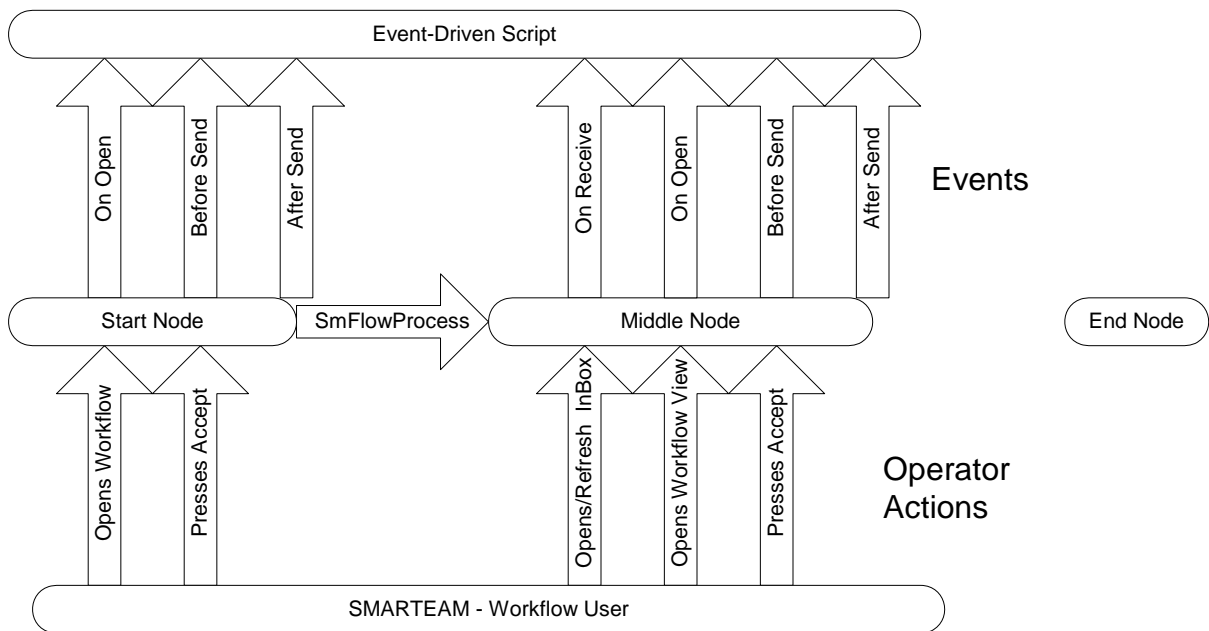 Event-Driven Script
On Open
Before Send
After Send
On Receive
On Open
Before Send
After Send
Events
Start Node
SmFlowProcess
Middle Node
End Node
Opens Workflow
Presses Accept
Opens/Refresh InBox
Opens Workflow View
Presses Accept
Operator
Actions
SMARTEAM - Workflow User